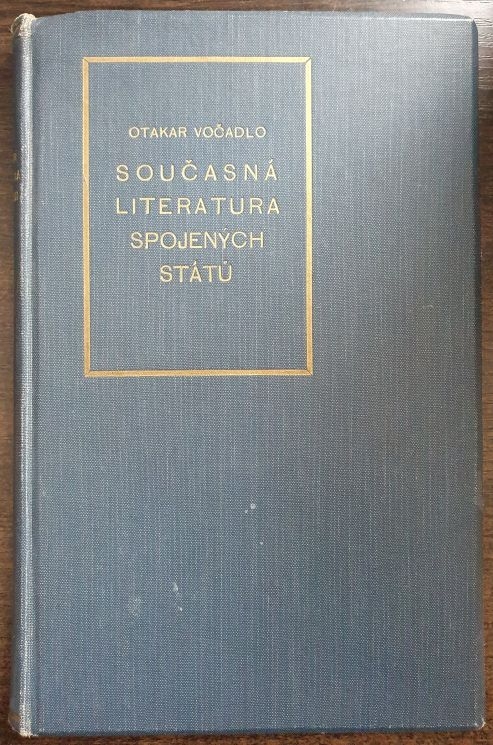 OTAKAR VOČADLO
SOUČASNÁ
LITERATURA
SPOJENÝCH
STÁTŮ